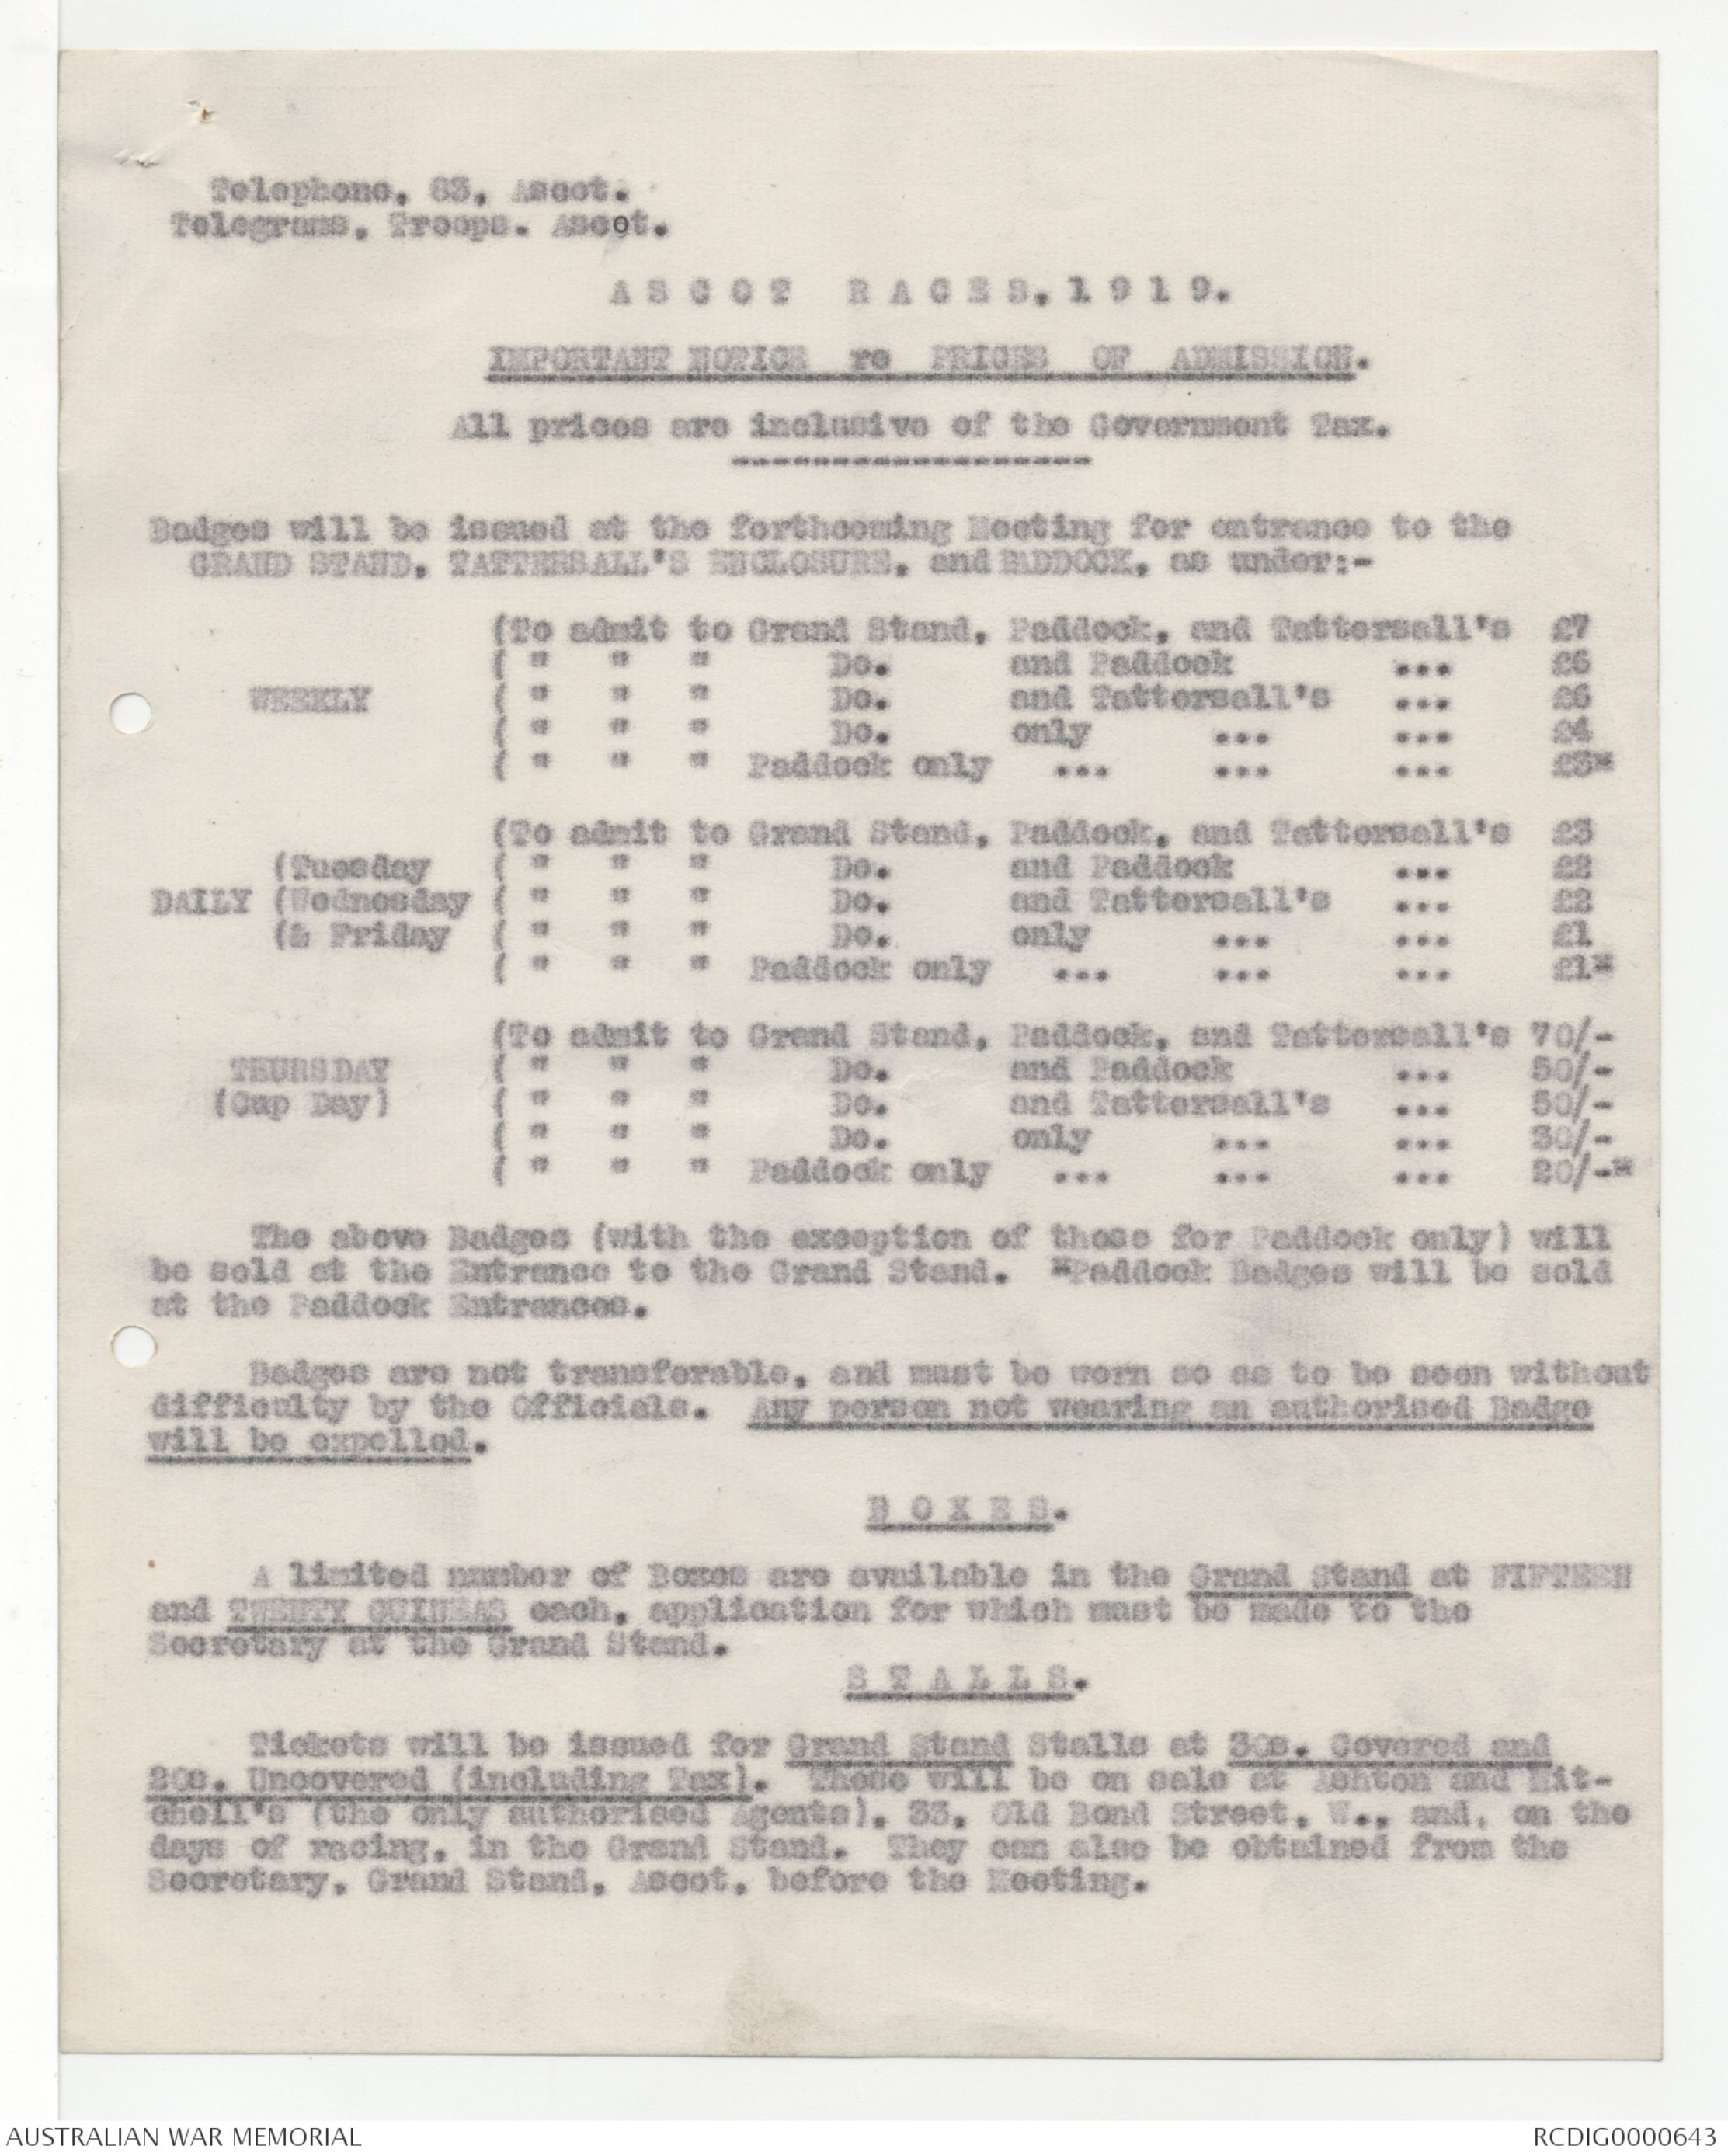 Telephone. 83, Ascot.
Telegrams. Troops. Ascot.
A S C O T   R A C E S. 1 9 1 9.
IMPORTANT NOTICE re PRICES OF ADMISSION.
All prices are inclusive of the Government Tax.
------------------
Badges will be issued at the forthcoming Meeting for entrance to the
GRAND STAND, TATTERSALL'S ENCLOSURE, and PADDOCK, as under:-
(To admit to Grand Stand, Paddock, and Tattersall's £7
( " " " Do. and Paddock ... £6
WEEKLY ( " " " Do. and Tattersall's ... £6
( " " " Do. only ... ... £4
( " " " Paddock only ... ... ... £3*
(To admit to Grand Stand, Paddock, and Tattersall's £3
(Tuesday ( " " " Do. and Paddock ... £2
DAILY (Wednesday ( " " " Do. and Tattersall's ... £2
(& Friday ( " " " Do. only ... ... £1
( " " " Paddock only ... ... ... £1*
(To admit to Grand Stand, Paddock, and Tattersall's 70/-
THURSDAY ( " " " Do. and Paddock ... 50/-
(Cup Day) ( " " " Do. and Tattersall's ... 50/-
( " " " Do. only ... ... 30/-
( " " " Paddock only ... ... ... 20/-*
The above Badges (with the exception of those for Paddock only) will
be sold at the Entrance to the Grand Stand. *Paddock Badges will be sold
at the Paddock Entrances.
Badges are not transferable, and must be worn so as to be seen without
difficulty by the Officials. Any person not wearing an authorised Badge
will be expelled.
B O X E S.
A limited number of Boxes are available in the Grand Stand at FIFTEEN
and TWENTY GUINEAS each, application for which must be made to the
Secretary at the Grand Stand.
S T A L L S.
Tickets will be issued for Grand Stand Stalls at 30s. Covered and
20s. Uncovered (including Tax). These will be on sale at Ashton and Mit-
chell's (the only authorised Agents), 33, Old Bond Street, W., and, on the
days of racing, in the Grand Stand. They can also be obtained from the
Secretary, Grand Stand, Ascot, before the Meeting.
AUSTRALIAN WAR MEMORIAL
RCDIG0000643